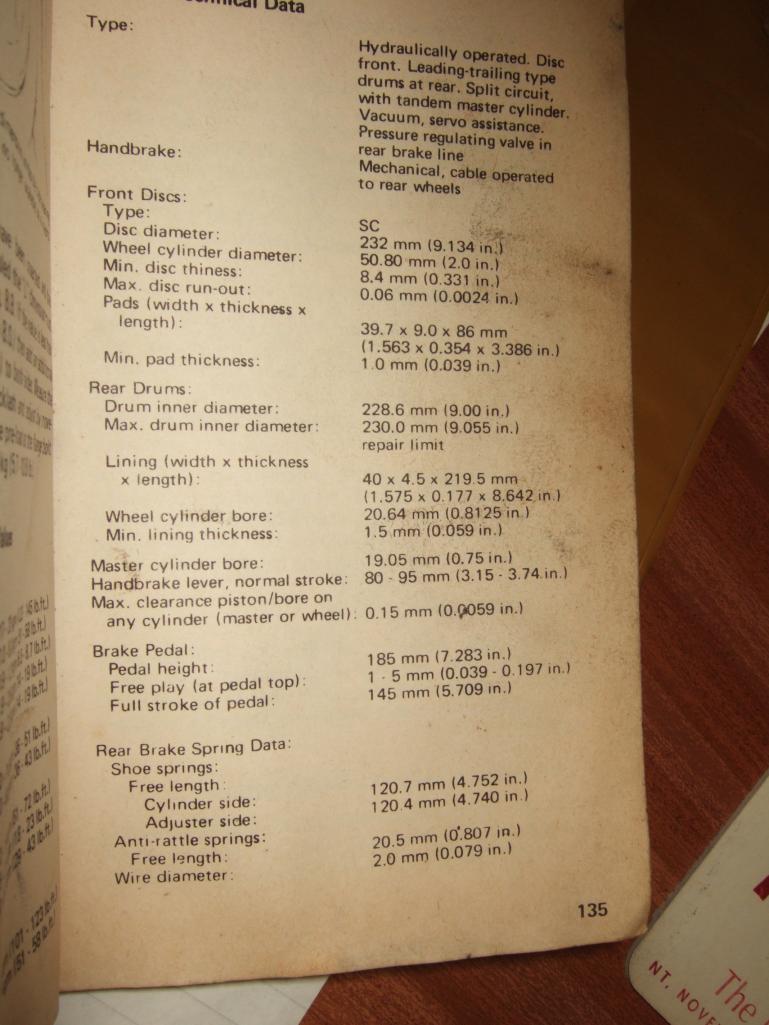 Technical Data
Type:
Hydraulically operated. Disc
front. Leading-trailing type
drums at rear. Split circuit,
with tandem master cylinder.
Vacuum, servo assistance.
Pressure regulating valve in
rear brake line
Handbrake:
Mechanical, cable operated
to rear wheels
Front Discs:
Type: SC
Disc diameter: 232 mm (9.134 in.)
Wheel cylinder diameter: 50.80 mm (2.0 in.)
Min. disc thiness: 8.4 mm (0.331 in.)
Max. disc run-out: 0.06 mm (0.0024 in.)
Pads (width x thickness x
length): 39.7 x 9.0 x 86 mm
(1.563 x 0.354 x 3.386 in.)
Min. pad thickness: 1.0 mm (0.039 in.)
Rear Drums:
Drum inner diameter: 228.6 mm (9.00 in.)
Max. drum inner diameter: 230.0 mm (9.055 in.)
repair limit
Lining (width x thickness
x length): 40 x 4.5 x 219.5 mm
(1.575 x 0.177 x 8.642 in.)
Wheel cylinder bore: 20.64 mm (0.8125 in.)
Min. lining thickness: 1.5 mm (0.059 in.)
Master cylinder bore: 19.05 mm (0.75 in.)
Handbrake lever, normal stroke: 80 - 95 mm (3.15 - 3.74 in.)
Max. clearance piston/bore on
any cylinder (master or wheel): 0.15 mm (0.0059 in.)
Brake Pedal:
Pedal height: 185 mm (7.283 in.)
Free play (at pedal top): 1 - 5 mm (0.039 - 0.197 in.)
Full stroke of pedal: 145 mm (5.709 in.)
Rear Brake Spring Data:
Shoe springs:
Free length:
Cylinder side: 120.7 mm (4.752 in.)
Adjuster side: 120.4 mm (4.740 in.)
Anti-rattle springs:
Free length: 20.5 mm (0.807 in.)
Wire diameter: 2.0 mm (0.079 in.)
135
The
NT. NOVE